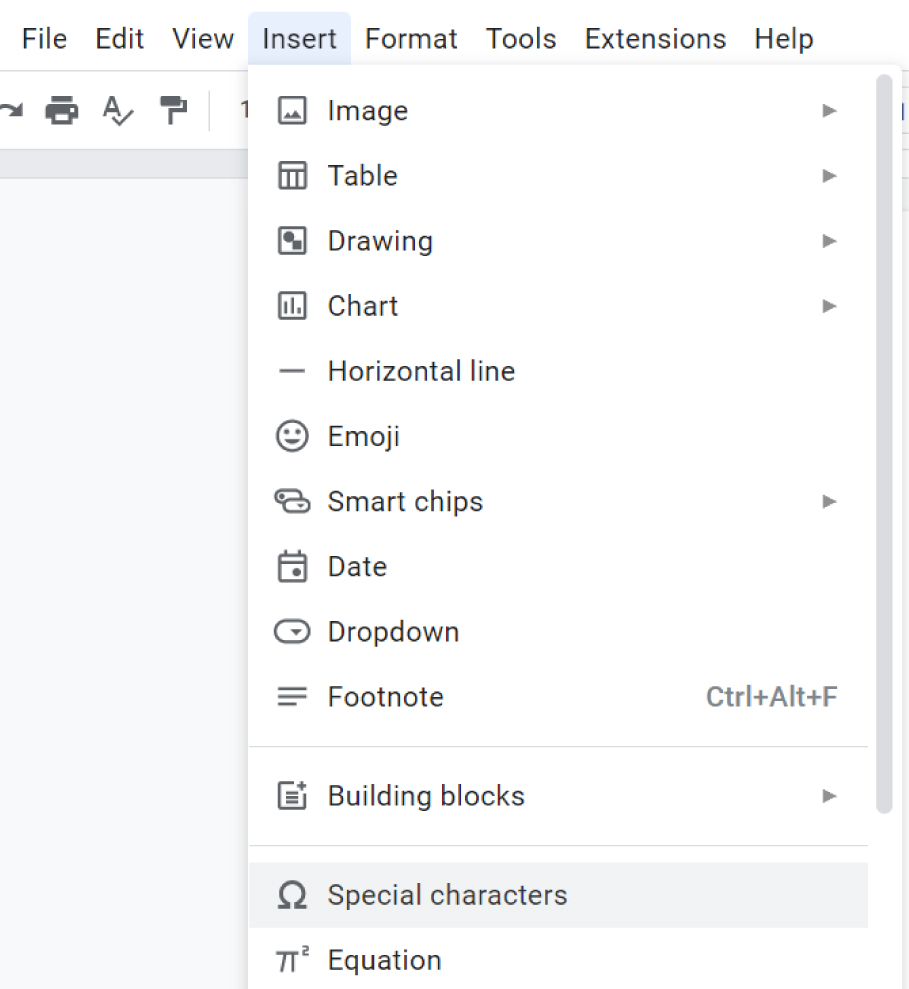 File Edit View Insert Format Tools Extensions Help
Image
Table
Drawing
Chart
Horizontal line
Emoji
Smart chips
Date
Dropdown
Footnote Ctrl+Alt+F
Building blocks
Special characters
Equation